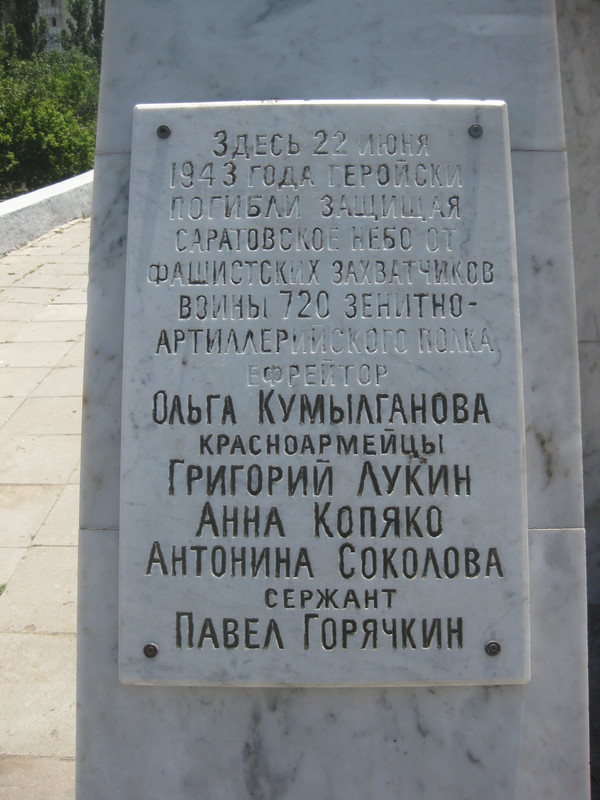 Здесь 22 июня
1943 года геройски
погибли защищая
саратовское небо от
фашистских захватчиков
воины 720 зенитно-
артиллерийского полка
ефрейтор
Ольга Кумылганова
красноармейцы
Григорий Лукин
Анна Копяко
Антонина Соколова
сержант
Павел Горячкин